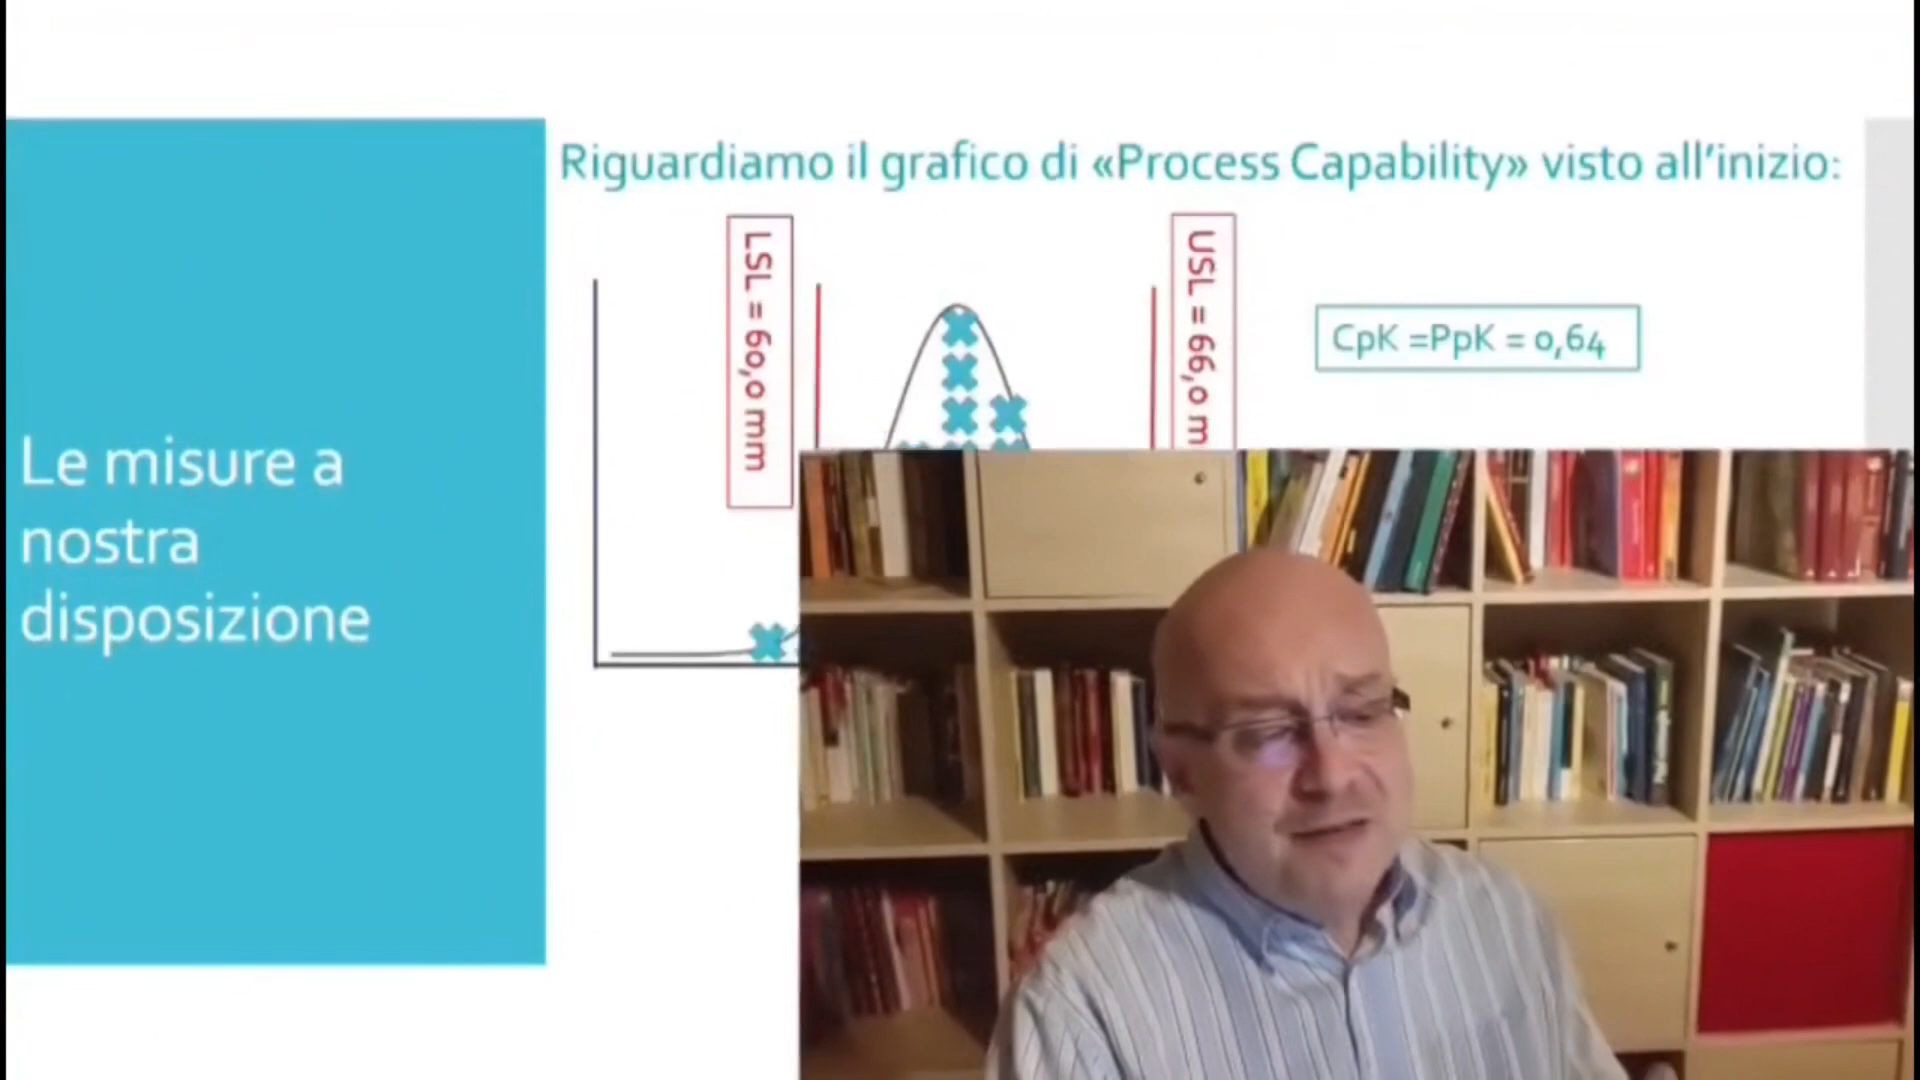 Riguardiamo il grafico di «Process Capability» visto all'inizio:
LSL = 60,0 mm
USL = 66,0 m
CpK =PpK = 0,64
Le misure a
nostra
disposizione